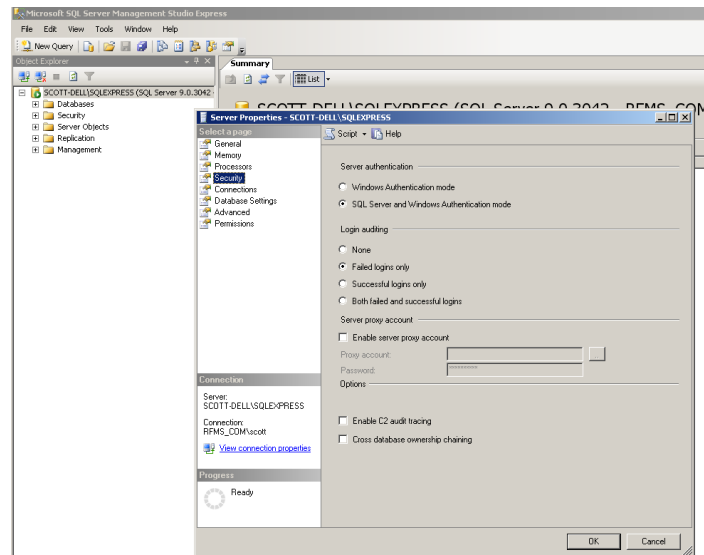 Microsoft SQL Server Management Studio Express
File Edit View Tools Window Help
New Query
Object Explorer
Summary
List
SCOTT-DELL\SQLEXPRESS (SQL Server 9.0.3042
Databases
Security
Server Objects
Replication
Management
SCOTT-DELL\SQLEXPRESS (SQL Server 9.0.3042 - RFMS_COM
Server Properties - SCOTT-DELL\SQLEXPRESS
Select a page
General
Memory
Processors
Security
Connections
Database Settings
Advanced
Permissions
Script Help
Server authentication
Windows Authentication mode
SQL Server and Windows Authentication mode
Login auditing
None
Failed logins only
Successful logins only
Both failed and successful logins
Server proxy account
Enable server proxy account
Proxy account:
...
Password:
Options
Enable C2 audit tracing
Cross database ownership chaining
Connection
Server:
SCOTT-DELL\SQLEXPRESS
Connection:
RFMS_COM\scott
View connection properties
Progress
Ready
OK Cancel